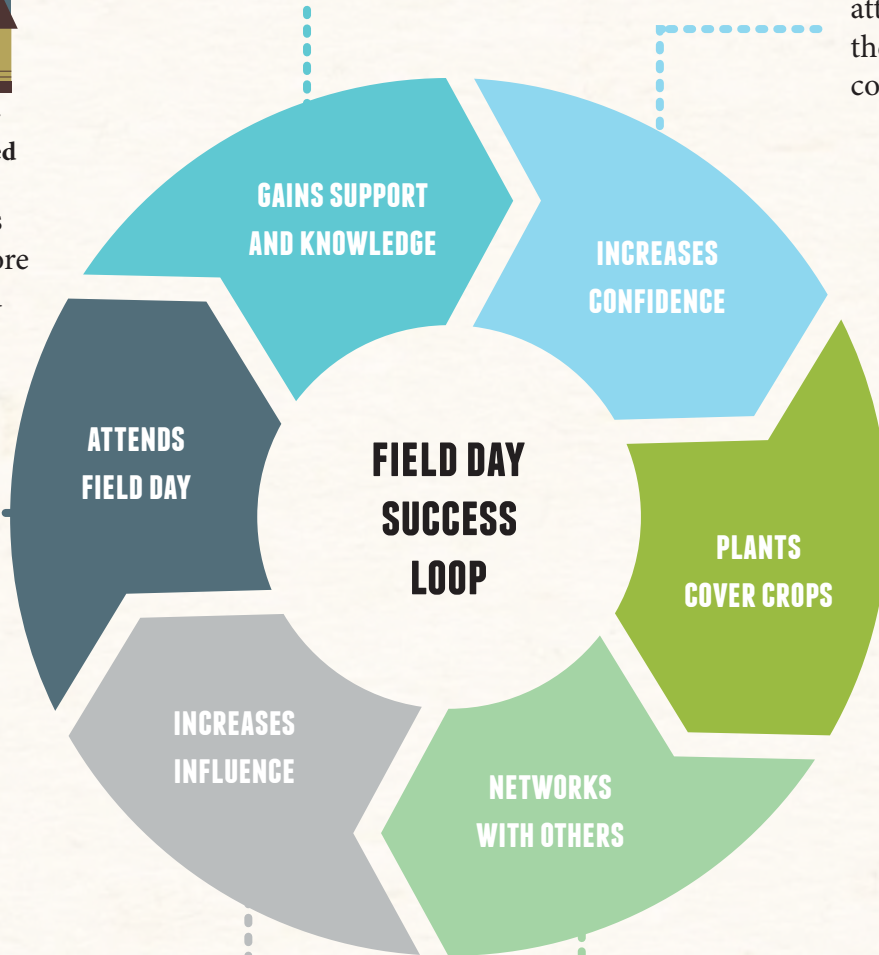 GAINS SUPPORT
AND KNOWLEDGE
INCREASES
CONFIDENCE
PLANTS
COVER CROPS
NETWORKS
WITH OTHERS
INCREASES
INFLUENCE
ATTENDS
FIELD DAY
FIELD DAY
SUCCESS
LOOP